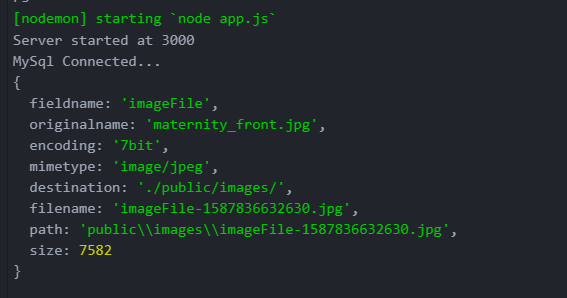 [nodemon] starting `node app.js`
Server started at 3000
MySql Connected...
{
  fieldname: 'imageFile',
  originalname: 'maternity_front.jpg',
  encoding: '7bit',
  mimetype: 'image/jpeg',
  destination: './public/images/',
  filename: 'imageFile-1587836632630.jpg',
  path: 'public\\images\\imageFile-1587836632630.jpg',
  size: 7582
}